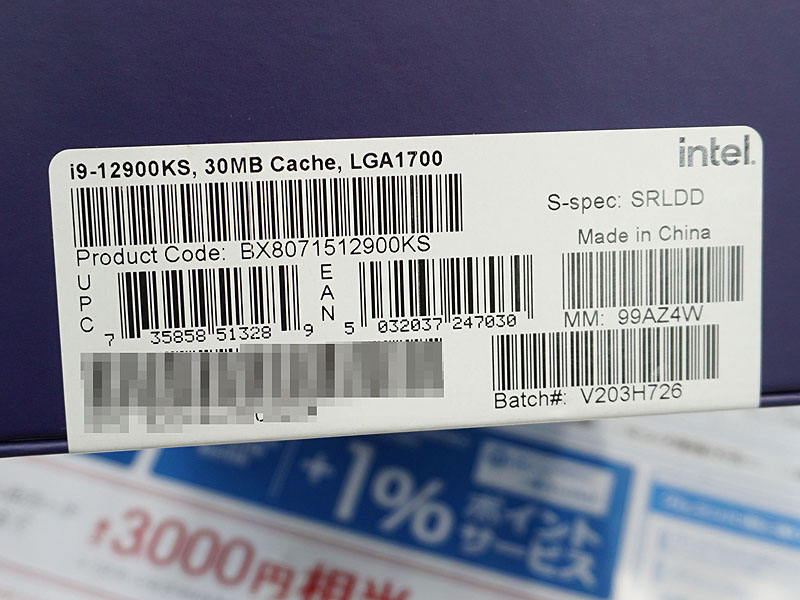 i9-12900KS, 30MB Cache, LGA1700
intel.
S-spec: SRLDD
Made in China
Product Code: BX8071512900KS
UPC
7 35858 51328 9
EAN
5 032037 247030
MM: 99AZ4W
Batch#: V203H726
+1% ポイント
サービス
3000円相当